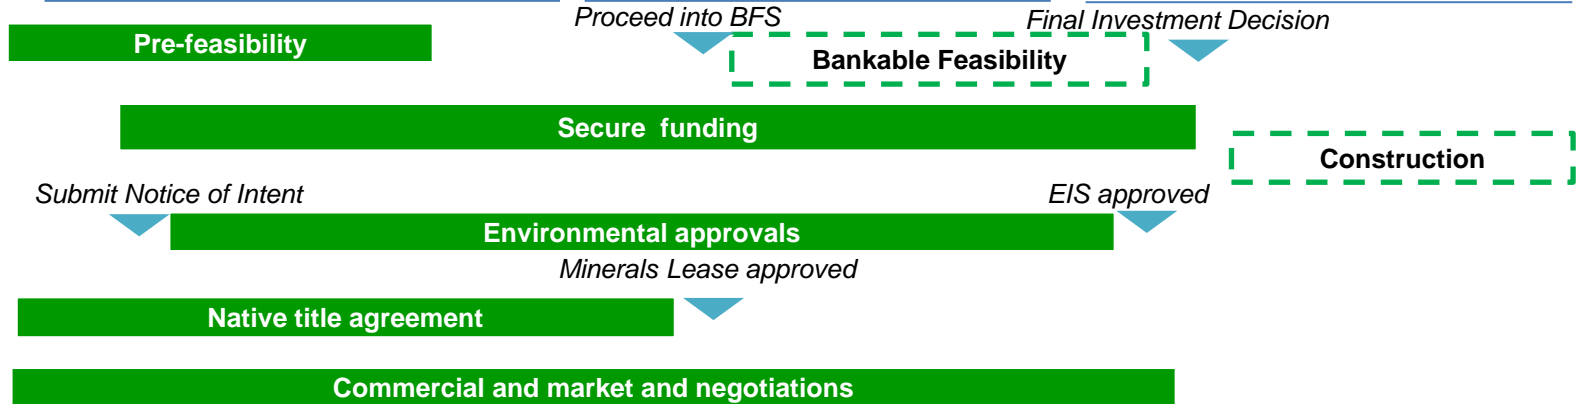 Proceed into BFS
Final Investment Decision
Pre-feasibility
Bankable Feasibility
Secure funding
Construction
Submit Notice of Intent
EIS approved
Environmental approvals
Minerals Lease approved
Native title agreement
Commercial and market and negotiations